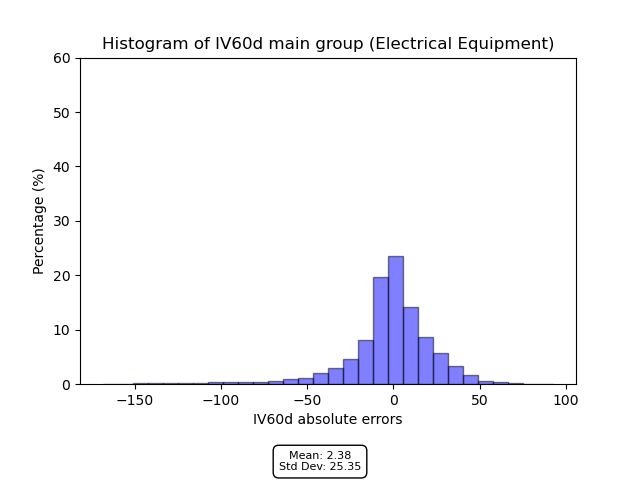 Histogram of IV60d main group (Electrical Equipment)
60
50
40
30
20
10
0
Percentage (%)
−150 −100 −50 0 50 100
IV60d absolute errors
Mean: 2.38
Std Dev: 25.35